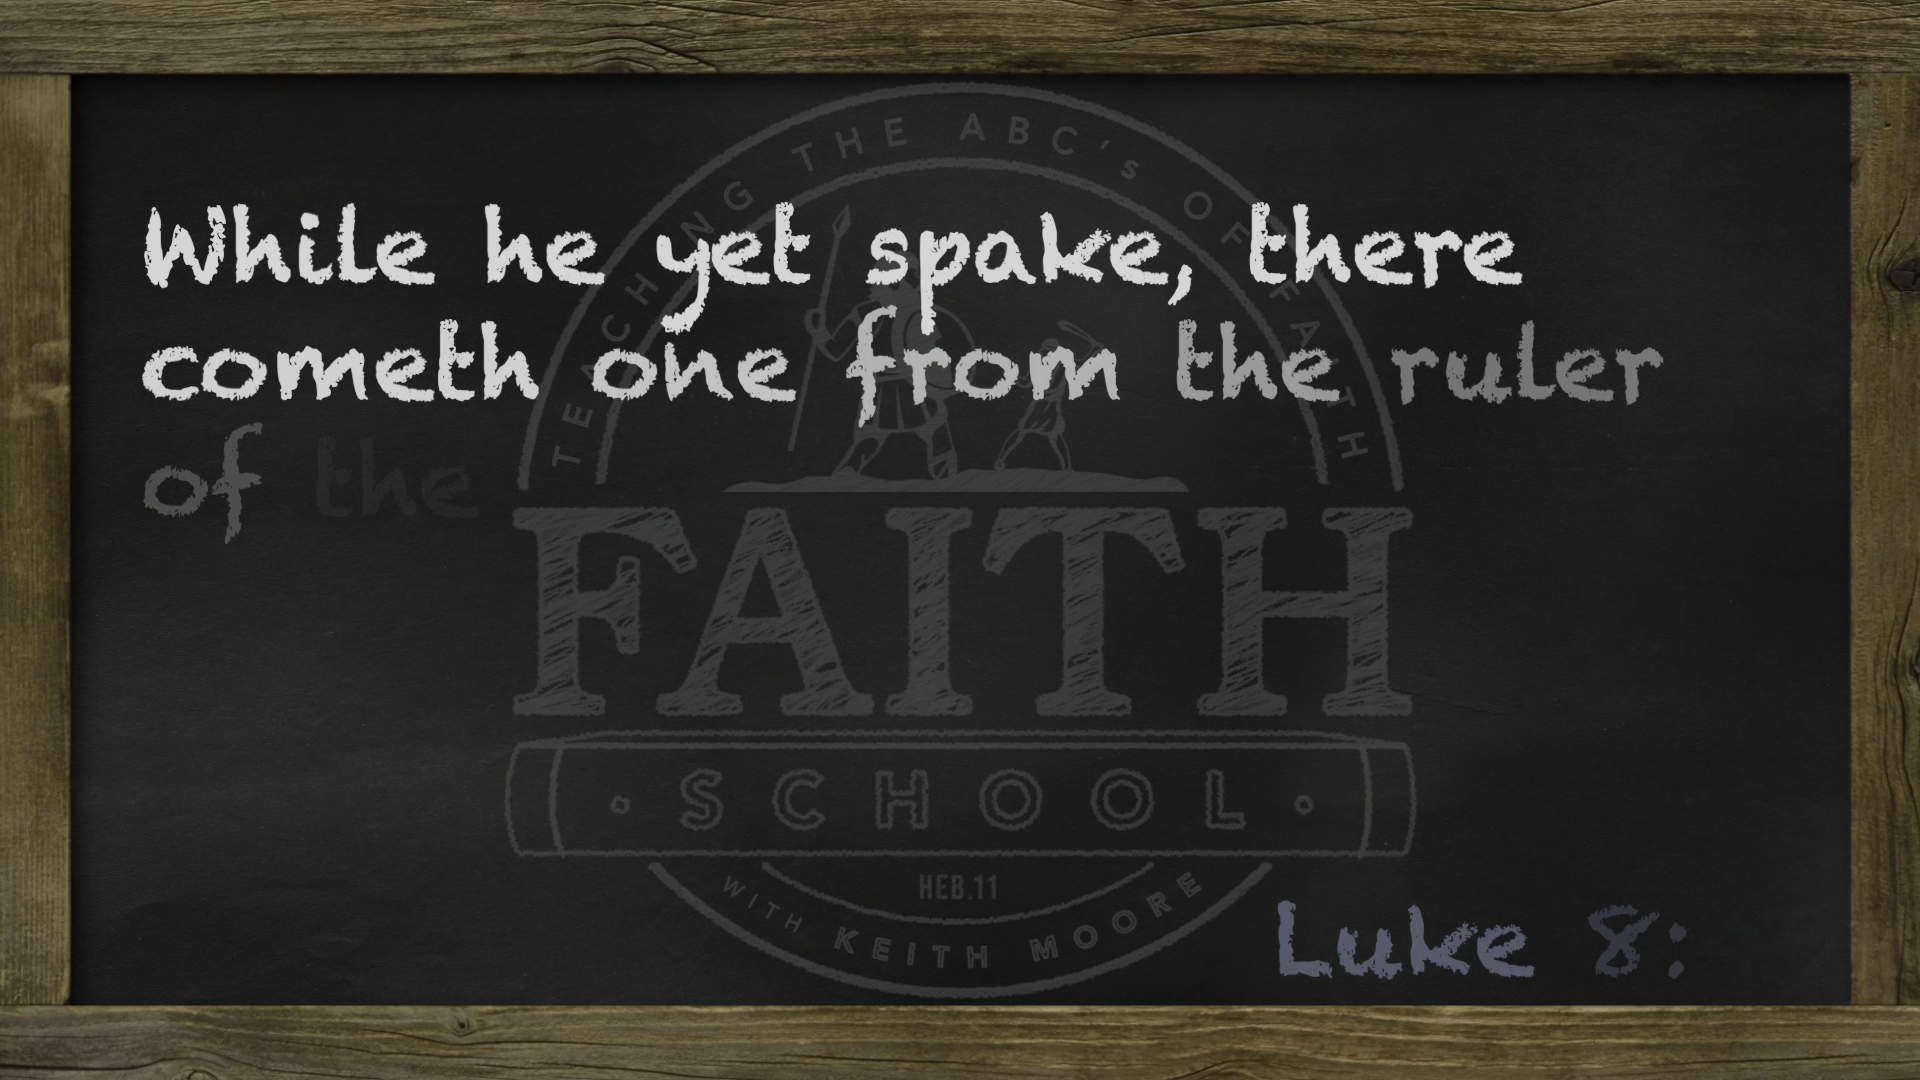 TEACHING THE ABC's OF FAITH
While he yet spake, there
cometh one from the ruler
of the
FAITH
SCHOOL
HEB.11
WITH KEITH MOORE
Luke 8: